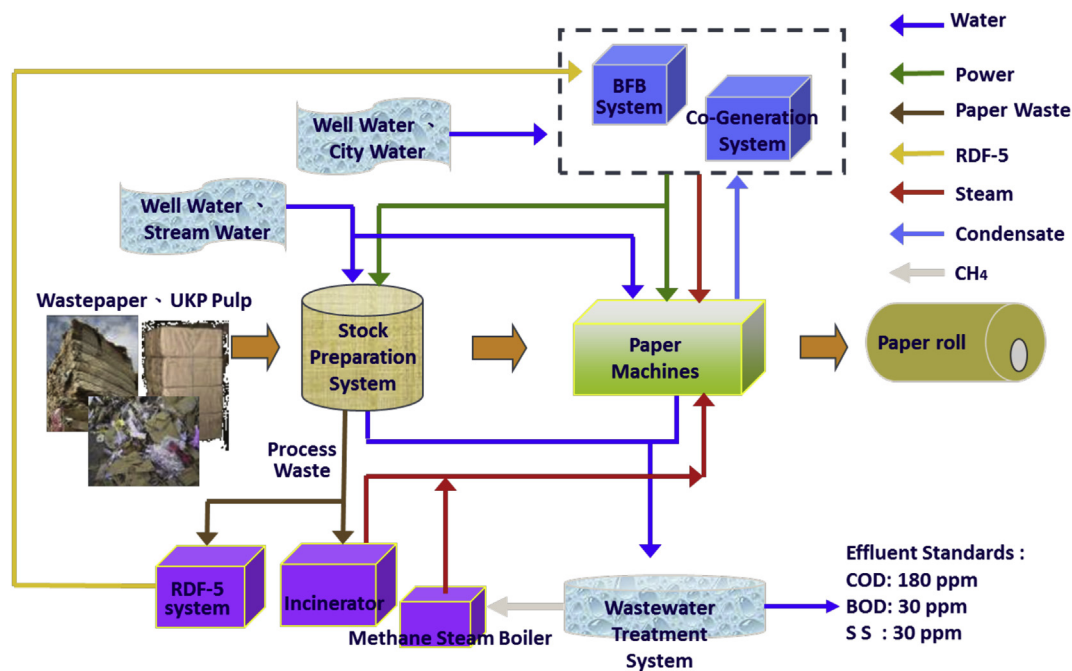 Water
Power
Paper Waste
RDF-5
Steam
Condensate
CH₄
BFB
System
Co-Generation
System
Well Water、
City Water
Well Water、
Stream Water
Wastepaper、UKP Pulp
Stock
Preparation
System
Paper
Machines
Paper roll
Process
Waste
RDF-5
system
Incinerator
Methane Steam Boiler
Wastewater
Treatment
System
Effluent Standards :
COD: 180 ppm
BOD: 30 ppm
S S : 30 ppm